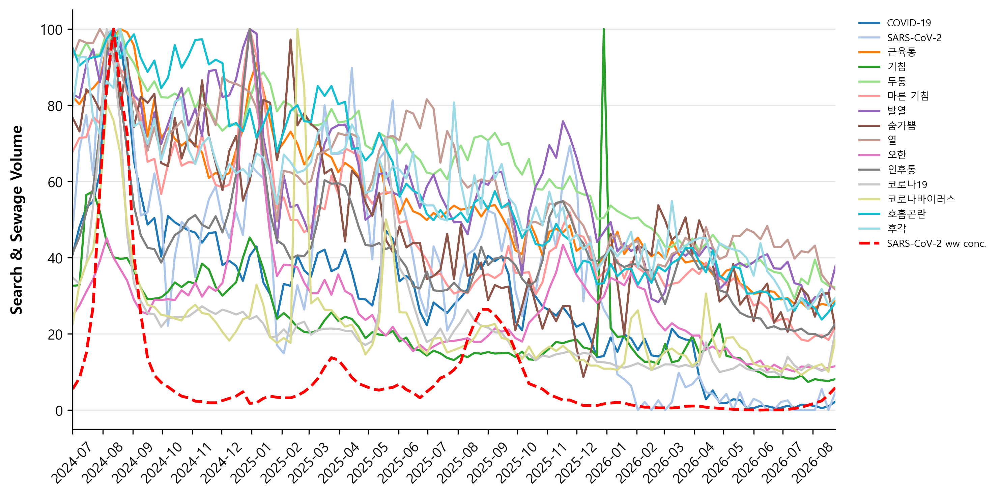 Search & Sewage Volume
100
80
60
40
20
0
2024-07
2024-08
2024-09
2024-10
2024-11
2024-12
2025-01
2025-02
2025-03
2025-04
2025-05
2025-06
2025-07
2025-08
2025-09
2025-10
2025-11
2025-12
2026-01
2026-02
2026-03
2026-04
2026-05
2026-06
2026-07
2026-08
COVID-19
SARS-CoV-2
근육통
기침
두통
마른 기침
발열
숨가쁨
열
오한
인후통
코로나19
코로나바이러스
호흡곤란
후각
SARS-CoV-2 ww conc.